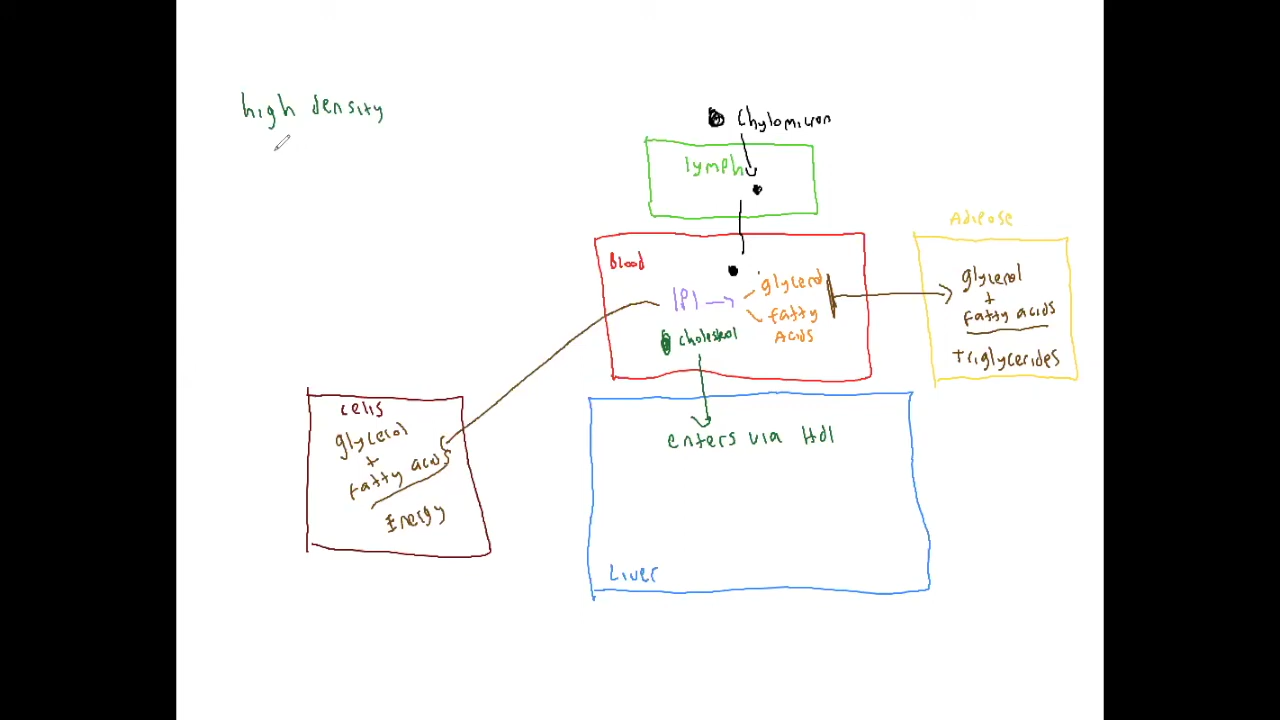 high density
Chylomicron
lymph
Blood
glycerol
fatty
Acids
cholesterol
Adipose
glycerol
+
fatty acids
triglycerides
cells
glycerol
+
fatty acids
Energy
enters via Hdl
Liver